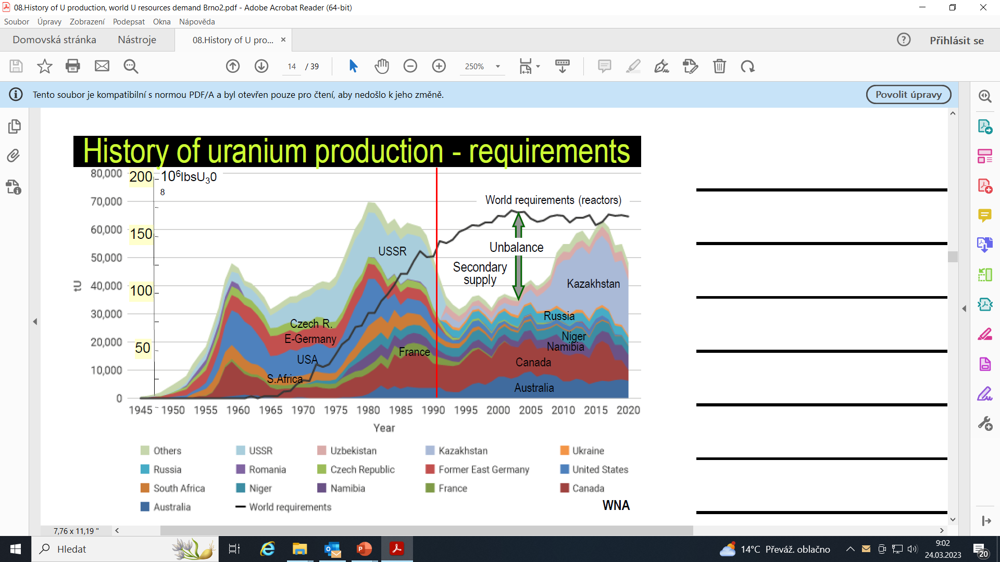 08.History of U production, world U resources demand Brno2.pdf - Adobe Acrobat Reader (64-bit)
Soubor Úpravy Zobrazení Podepsat Okna Nápověda
Domovská stránka Nástroje 08.History of U pro... × Přihlásit se
14 / 39 250%
Tento soubor je kompatibilní s normou PDF/A a byl otevřen pouze pro čtení, aby nedošlo k jeho změně. Povolit úpravy
History of uranium production - requirements
80,000 200 10⁶lbsU₃0
8
70,000 World requirements (reactors)
60,000 150
Unbalance
USSR
50,000
Secondary
supply
tU 40,000 100 Kazakhstan
30,000 Russia
Czech R.
E-Germany Niger
20,000 50 Namibia
France
USA Canada
10,000
S.Africa
Australia
0
1945 1950 1955 1960 1965 1970 1975 1980 1985 1990 1995 2000 2005 2010 2015 2020
Year
Others USSR Uzbekistan Kazakhstan Ukraine
Russia Romania Czech Republic Former East Germany United States
South Africa Niger Namibia France Canada
Australia World requirements
WNA
7,76 x 11,19 "
Hledat 14°C Převáž. oblačno 9:02
24.03.2023
20